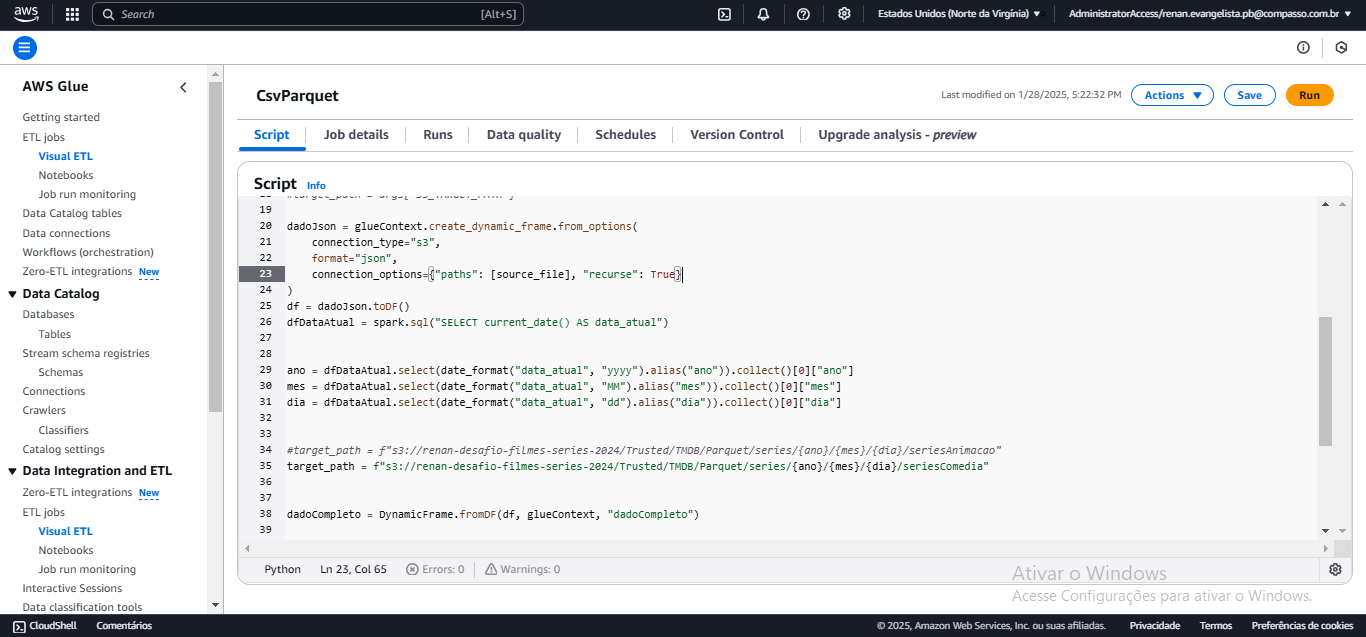 aws
Search [Alt+S]
Estados Unidos (Norte da Virgínia) ▼
AdministratorAccess/renan.evangelista.pb@compasso.com.br ▼
AWS Glue
Getting started
ETL jobs
Visual ETL
Notebooks
Job run monitoring
Data Catalog tables
Data connections
Workflows (orchestration)
Zero-ETL integrations New
Data Catalog
Databases
Tables
Stream schema registries
Schemas
Connections
Crawlers
Classifiers
Catalog settings
Data Integration and ETL
Zero-ETL integrations New
ETL jobs
Visual ETL
Notebooks
Job run monitoring
Interactive Sessions
Data classification tools
CsvParquet
Last modified on 1/28/2025, 5:22:32 PM
Actions ▼
Save
Run
Script
Job details
Runs
Data quality
Schedules
Version Control
Upgrade analysis - preview
Script Info
18 #target_path = args['S3_TARGET_PATH']
19
20 dadoJson = glueContext.create_dynamic_frame.from_options(
21 connection_type="s3",
22 format="json",
23 connection_options={"paths": [source_file], "recurse": True}
24 )
25 df = dadoJson.toDF()
26 dfDataAtual = spark.sql("SELECT current_date() AS data_atual")
27
28
29 ano = dfDataAtual.select(date_format("data_atual", "yyyy").alias("ano")).collect()[0]["ano"]
30 mes = dfDataAtual.select(date_format("data_atual", "MM").alias("mes")).collect()[0]["mes"]
31 dia = dfDataAtual.select(date_format("data_atual", "dd").alias("dia")).collect()[0]["dia"]
32
33
34 #target_path = f"s3://renan-desafio-filmes-series-2024/Trusted/TMDB/Parquet/series/{ano}/{mes}/{dia}/seriesAnimacao"
35 target_path = f"s3://renan-desafio-filmes-series-2024/Trusted/TMDB/Parquet/series/{ano}/{mes}/{dia}/seriesComedia"
36
37
38 dadoCompleto = DynamicFrame.fromDF(df, glueContext, "dadoCompleto")
39
Python Ln 23, Col 65 Errors: 0 Warnings: 0
Ativar o Windows
Acesse Configurações para ativar o Windows.
CloudShell Comentários
© 2025, Amazon Web Services, Inc. ou suas afiliadas. Privacidade Termos Preferências de cookies